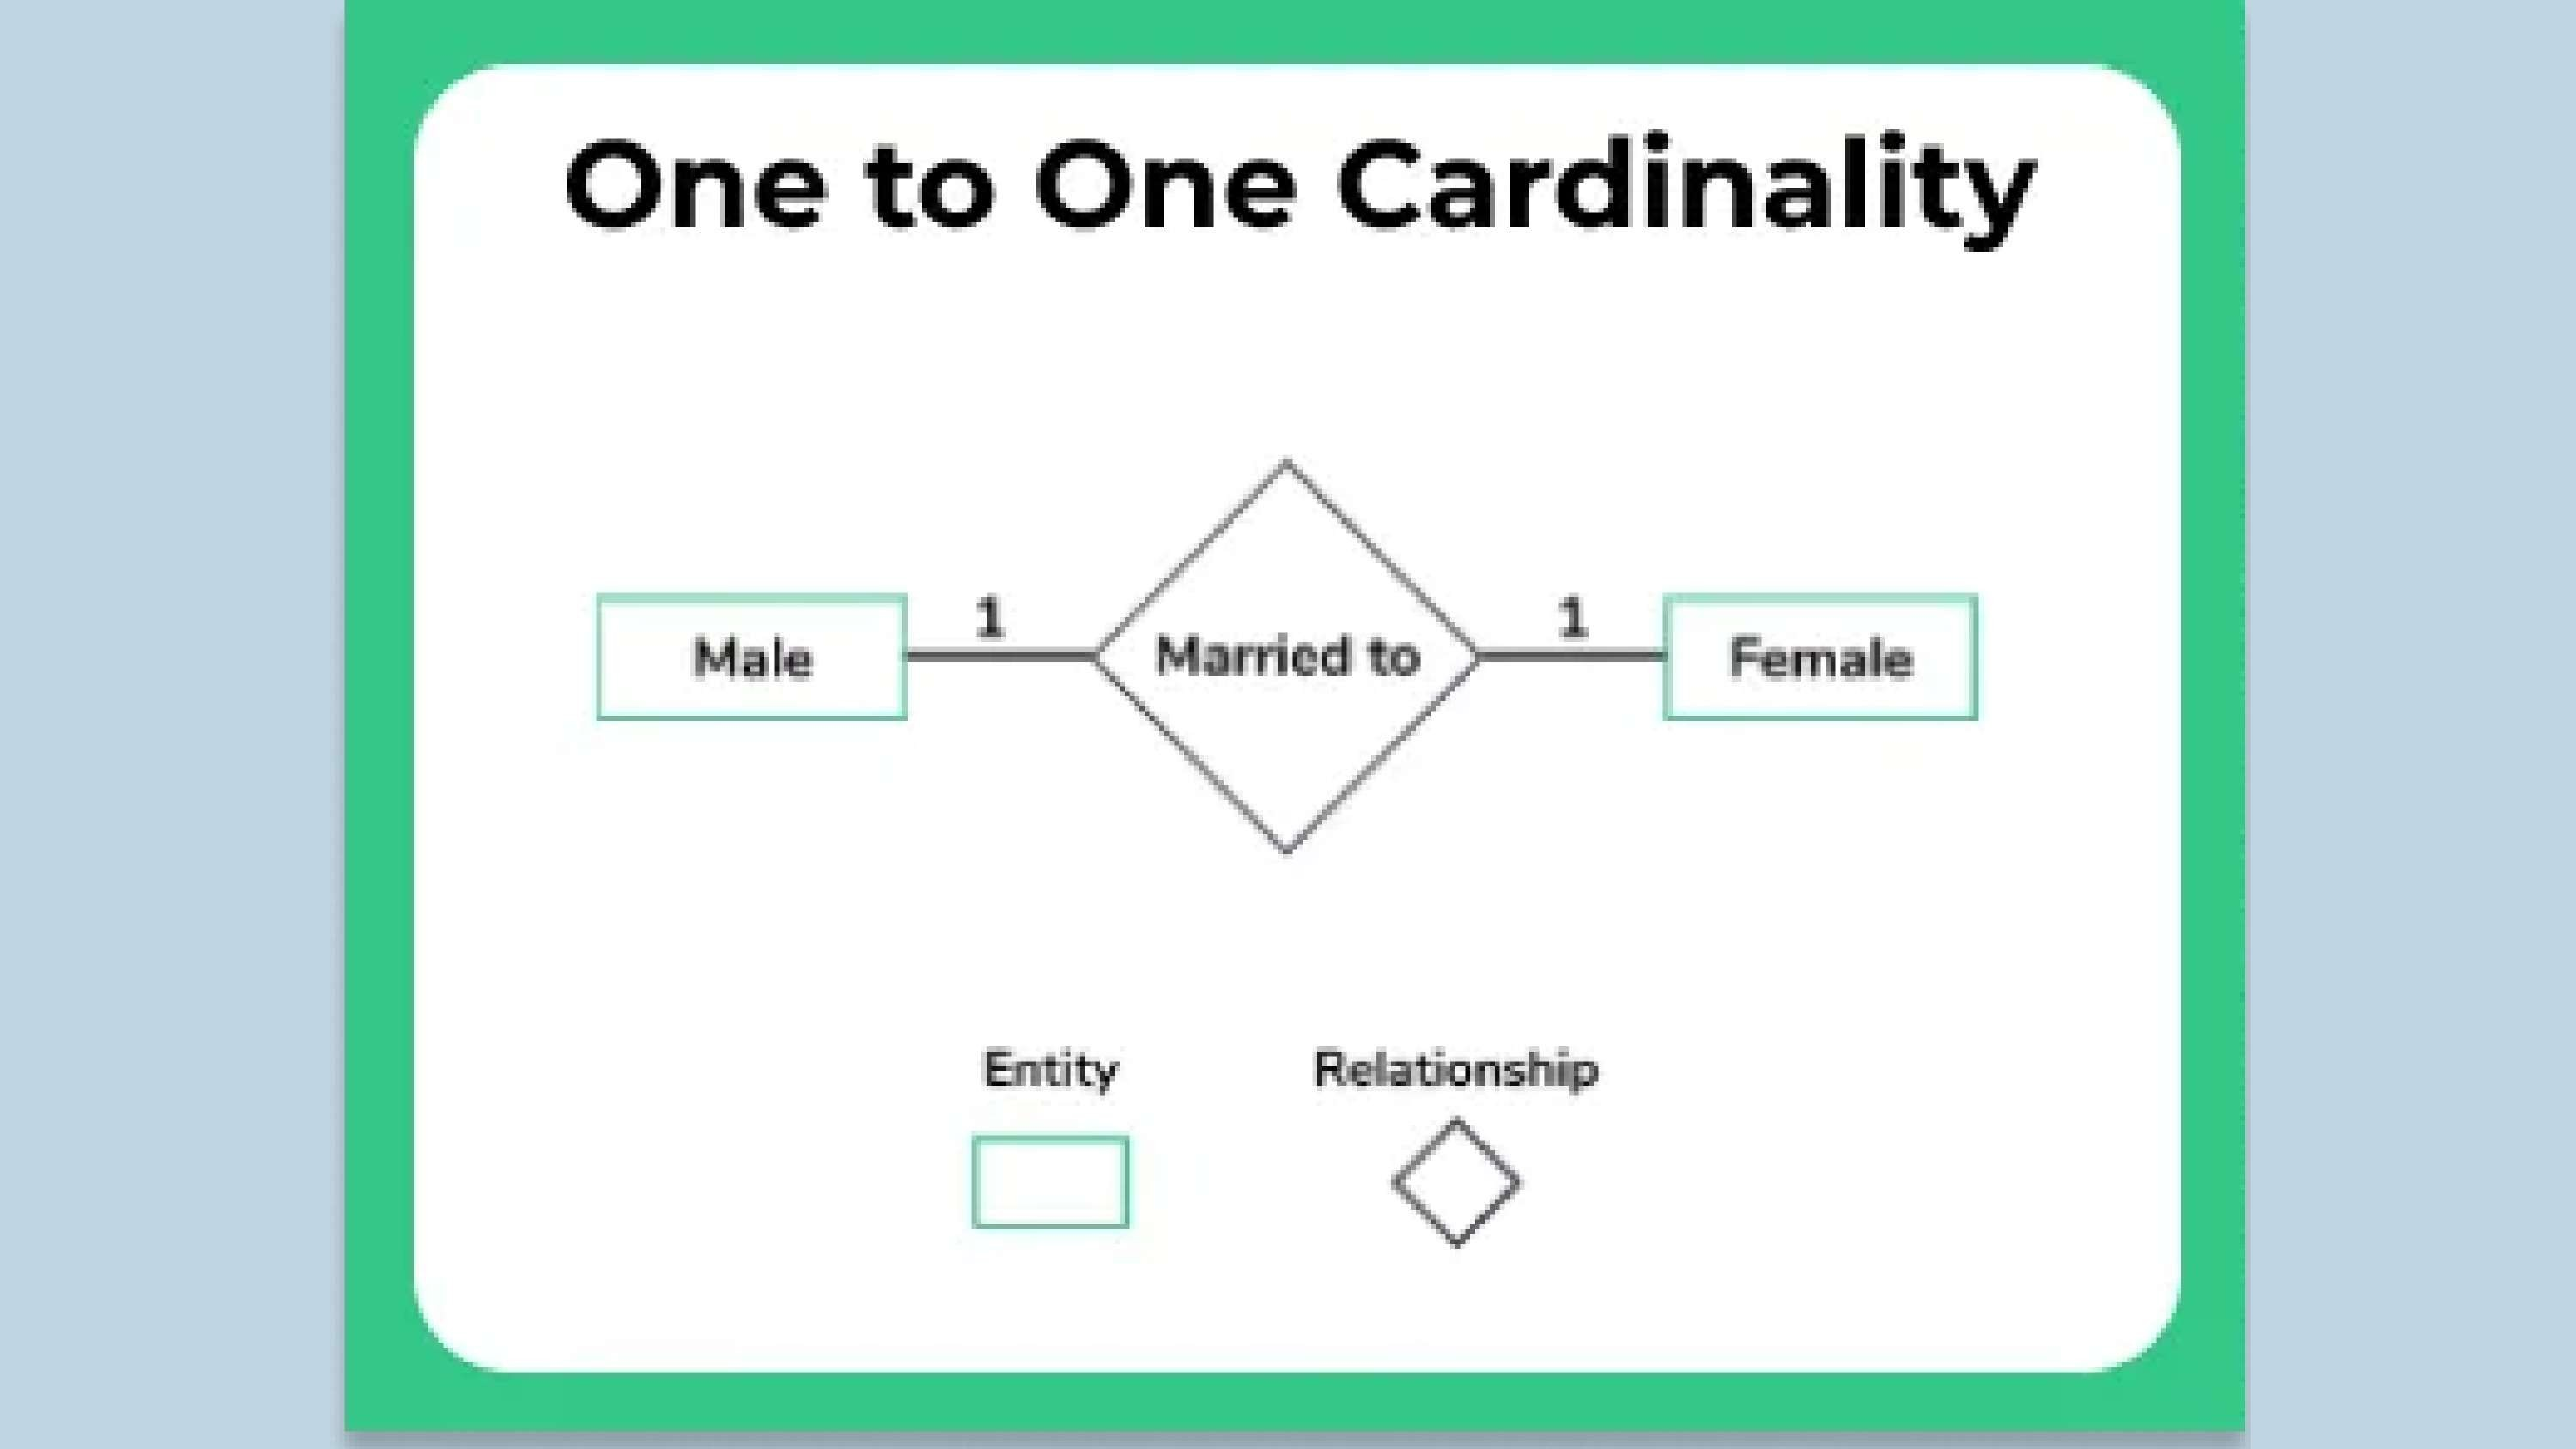 One to One Cardinality
Male
1
Married to
1
Female
Entity
Relationship